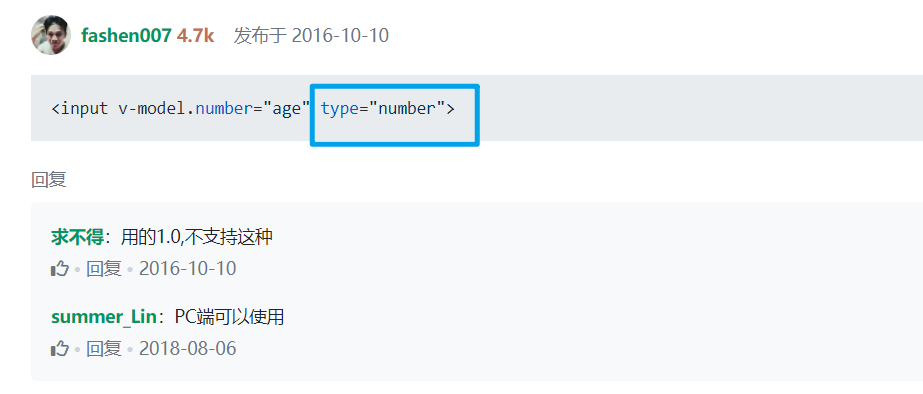 fashen007 4.7k 发布于 2016-10-10
<input v-model.number="age" type="number">
回复
求不得：用的1.0,不支持这种
回复 • 2016-10-10
summer_Lin：PC端可以使用
回复 • 2018-08-06